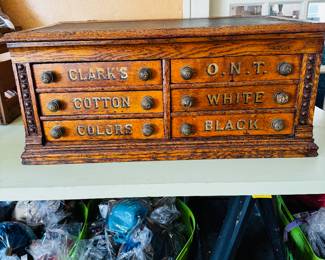 CLARK'S
COTTON
COLORS
O.N.T.
WHITE
BLACK